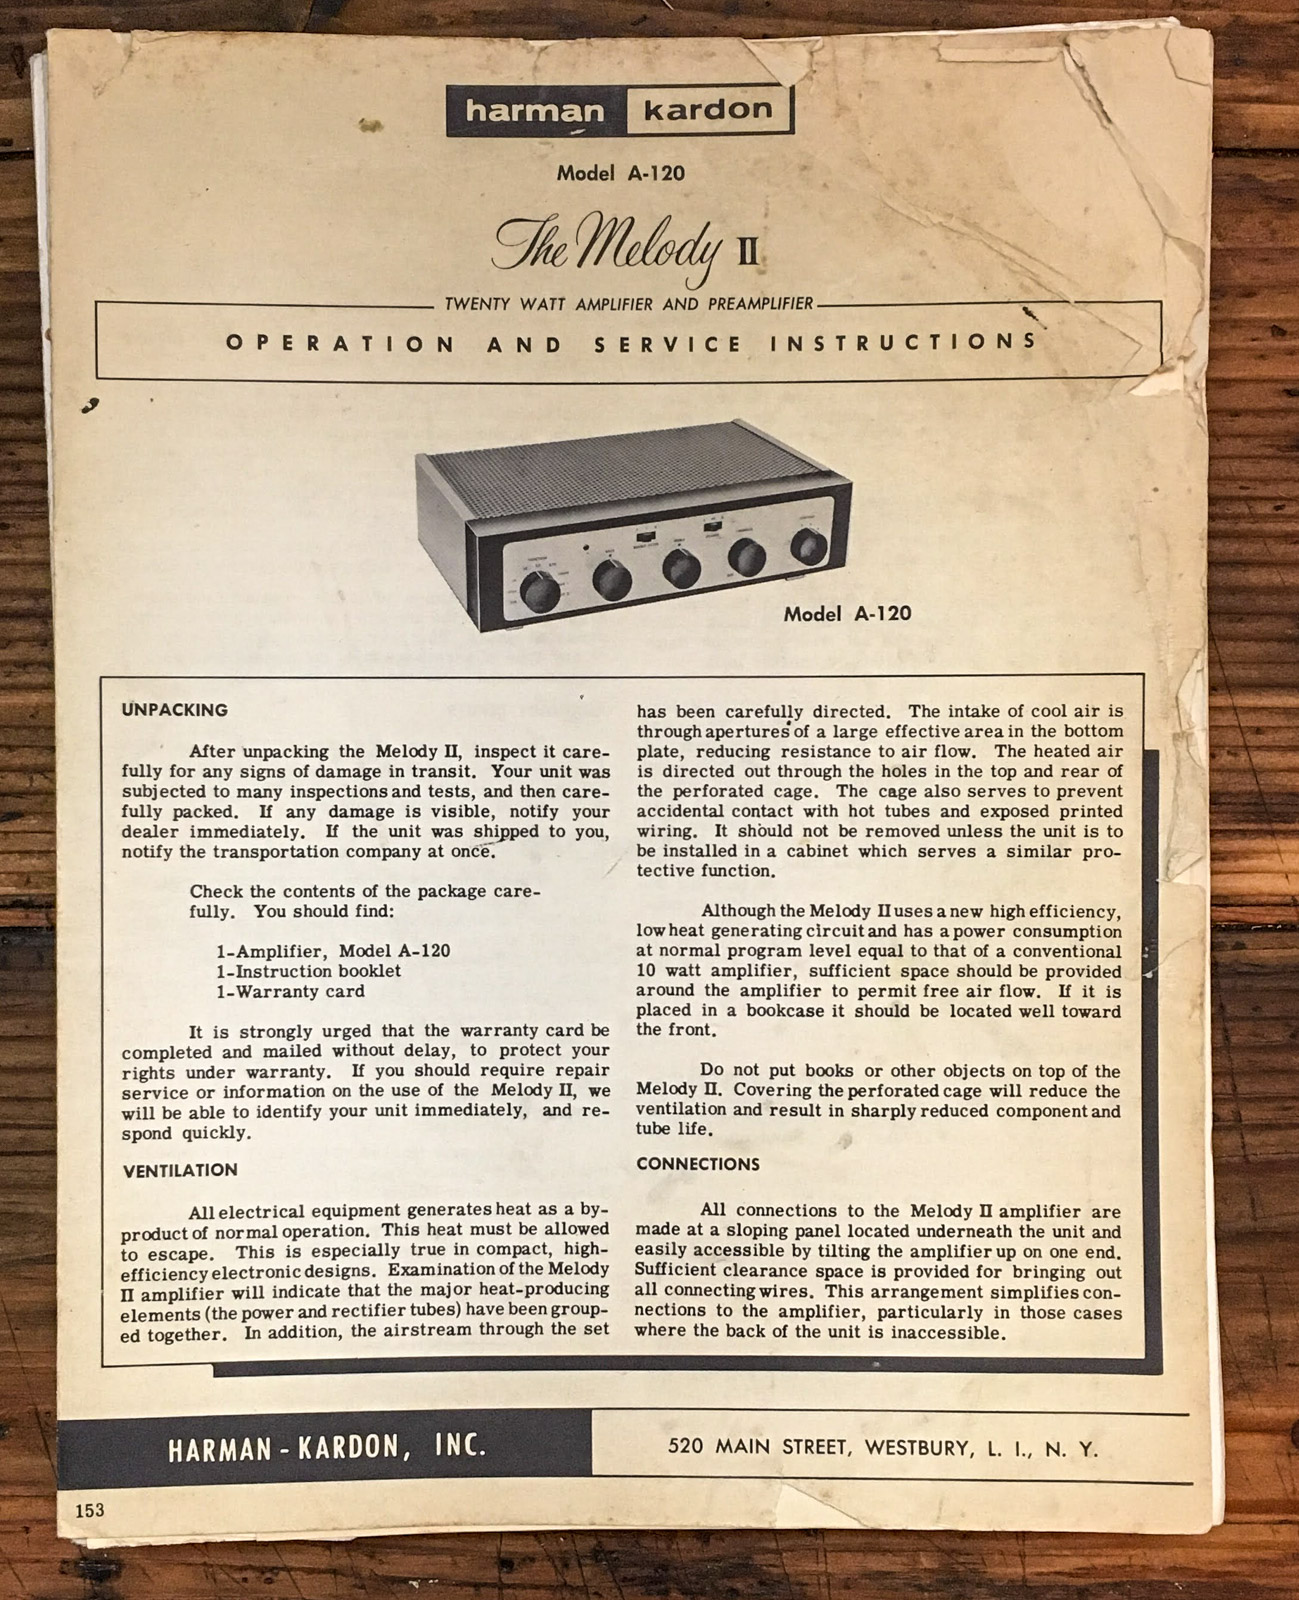 harman kardon
Model A-120
The Melody II
TWENTY WATT AMPLIFIER AND PREAMPLIFIER
OPERATION AND SERVICE INSTRUCTIONS
Model A-120
UNPACKING
After unpacking the Melody II, inspect it care-
fully for any signs of damage in transit. Your unit was
subjected to many inspections and tests, and then care-
fully packed. If any damage is visible, notify your
dealer immediately. If the unit was shipped to you,
notify the transportation company at once.
Check the contents of the package care-
fully. You should find:
1-Amplifier, Model A-120
1-Instruction booklet
1-Warranty card
It is strongly urged that the warranty card be
completed and mailed without delay, to protect your
rights under warranty. If you should require repair
service or information on the use of the Melody II, we
will be able to identify your unit immediately, and re-
spond quickly.
VENTILATION
All electrical equipment generates heat as a by-
product of normal operation. This heat must be allowed
to escape. This is especially true in compact, high-
efficiency electronic designs. Examination of the Melody
II amplifier will indicate that the major heat-producing
elements (the power and rectifier tubes) have been group-
ed together. In addition, the airstream through the set
has been carefully directed. The intake of cool air is
through apertures of a large effective area in the bottom
plate, reducing resistance to air flow. The heated air
is directed out through the holes in the top and rear of
the perforated cage. The cage also serves to prevent
accidental contact with hot tubes and exposed printed
wiring. It should not be removed unless the unit is to
be installed in a cabinet which serves a similar pro-
tective function.
Although the Melody II uses a new high efficiency,
low heat generating circuit and has a power consumption
at normal program level equal to that of a conventional
10 watt amplifier, sufficient space should be provided
around the amplifier to permit free air flow. If it is
placed in a bookcase it should be located well toward
the front.
Do not put books or other objects on top of the
Melody II. Covering the perforated cage will reduce the
ventilation and result in sharply reduced component and
tube life.
CONNECTIONS
All connections to the Melody II amplifier are
made at a sloping panel located underneath the unit and
easily accessible by tilting the amplifier up on one end.
Sufficient clearance space is provided for bringing out
all connecting wires. This arrangement simplifies con-
nections to the amplifier, particularly in those cases
where the back of the unit is inaccessible.
HARMAN-KARDON, INC.
520 MAIN STREET, WESTBURY, L. I., N. Y.
153